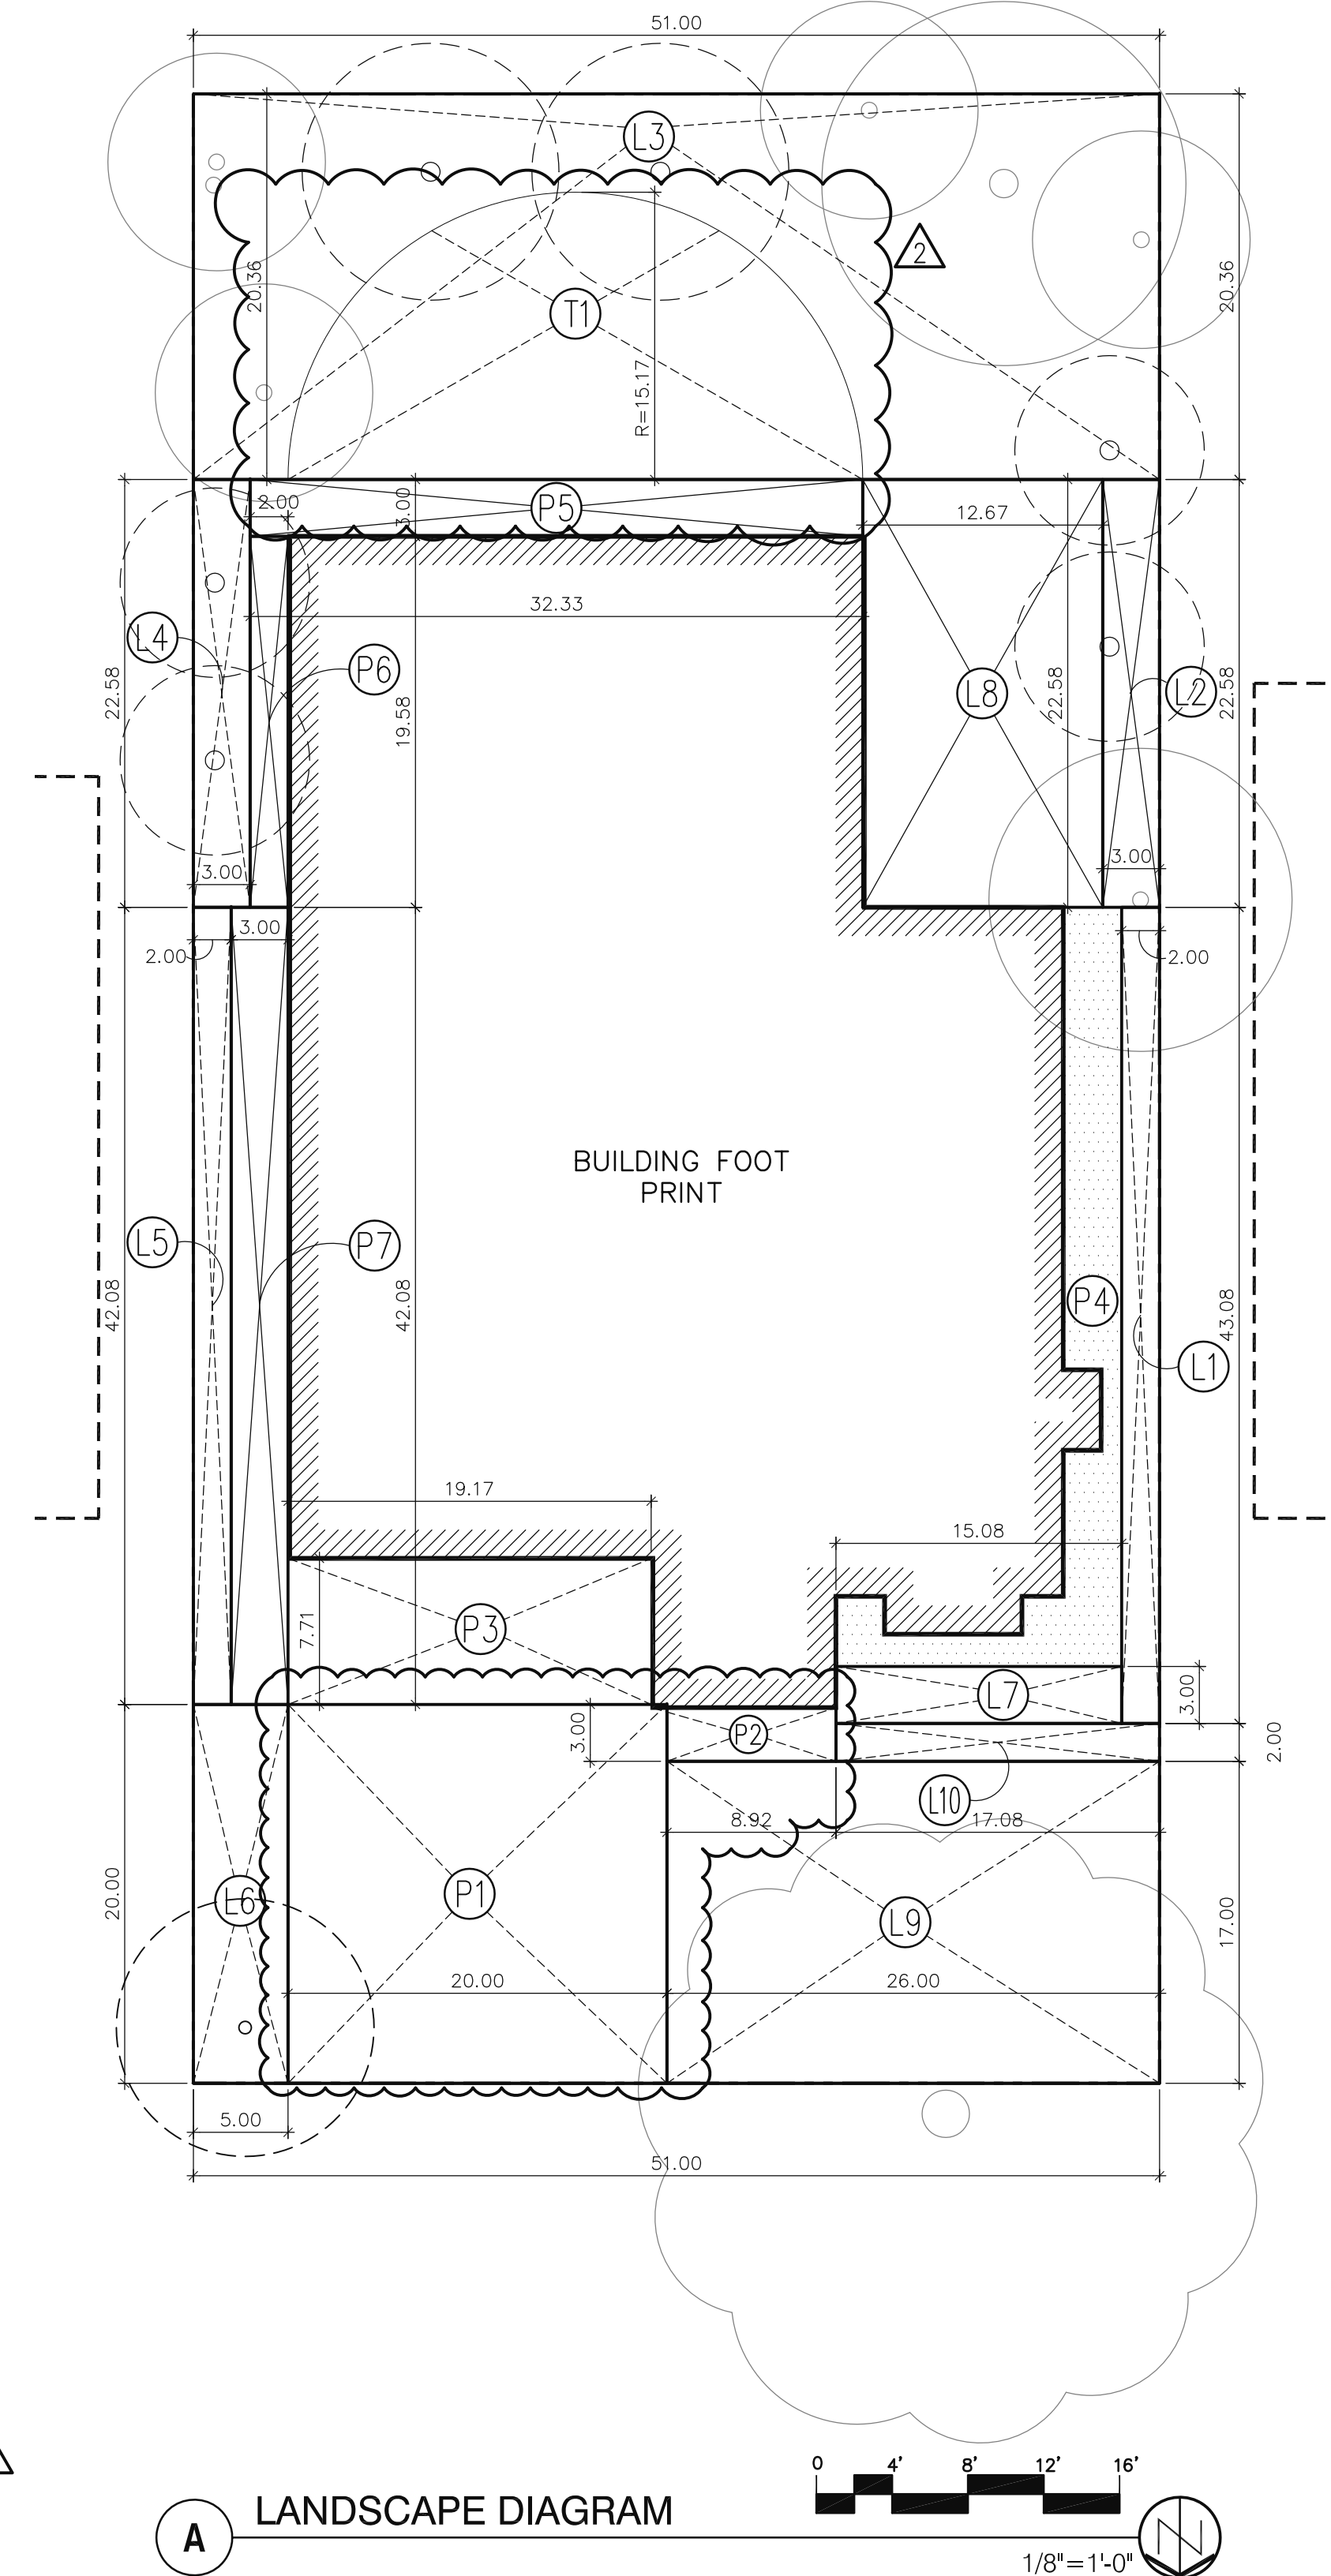 51.00
L3
2
20.36
20.36
T1
R=15.17
2.00
3.00
P5
12.67
32.33
L4
P6
22.58
19.58
L8
22.58
L2
22.58
3.00
3.00
3.00
2.00
2.00
BUILDING FOOT
PRINT
L5
P7
P4
42.08
42.08
43.08
L1
19.17
15.08
7.71
P3
L7
3.00
3.00
P2
2.00
L10
8.92
17.08
20.00
L6
P1
L9
17.00
20.00
26.00
5.00
51.00
0 4' 8' 12' 16'
A
LANDSCAPE DIAGRAM
1/8"=1'-0"
N